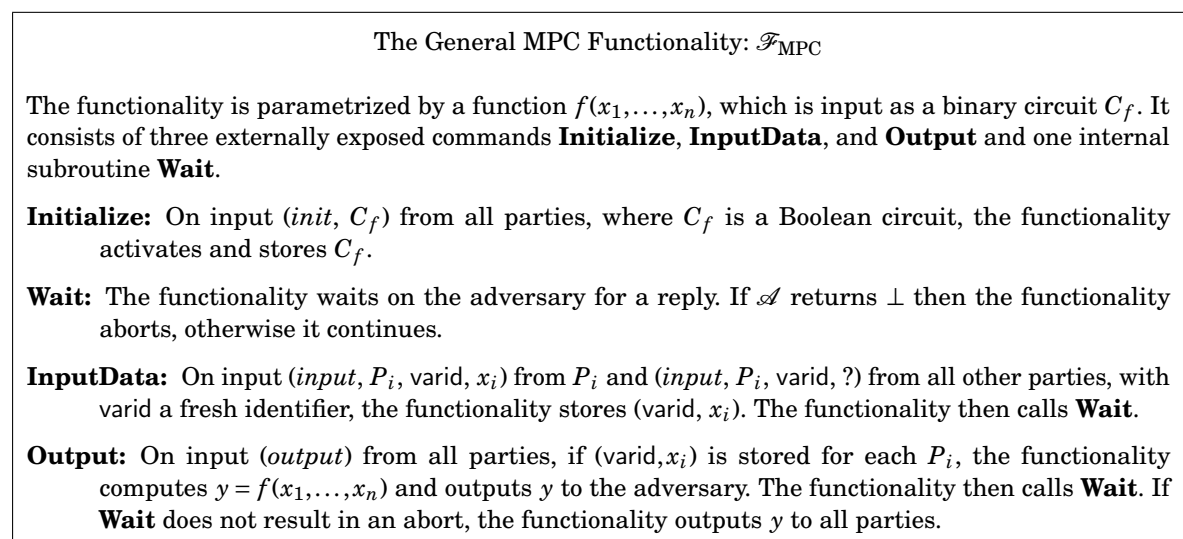 The General MPC Functionality: ℱ_MPC
The functionality is parametrized by a function f(x₁,…,xₙ), which is input as a binary circuit C_f. It
consists of three externally exposed commands Initialize, InputData, and Output and one internal
subroutine Wait.
Initialize: On input (init, C_f) from all parties, where C_f is a Boolean circuit, the functionality
activates and stores C_f.
Wait: The functionality waits on the adversary for a reply. If 𝒜 returns ⊥ then the functionality
aborts, otherwise it continues.
InputData: On input (input, P_i, varid, x_i) from P_i and (input, P_i, varid, ?) from all other parties, with
varid a fresh identifier, the functionality stores (varid, x_i). The functionality then calls Wait.
Output: On input (output) from all parties, if (varid,x_i) is stored for each P_i, the functionality
computes y = f(x₁,…,xₙ) and outputs y to the adversary. The functionality then calls Wait. If
Wait does not result in an abort, the functionality outputs y to all parties.